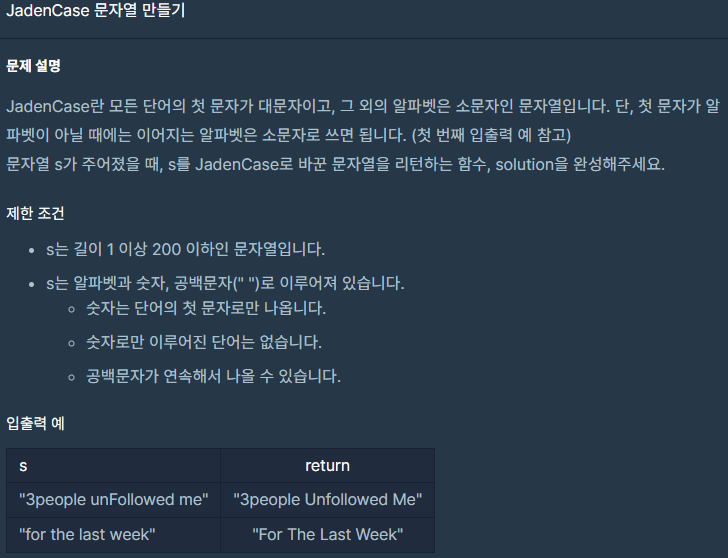 JadenCase 문자열 만들기
문제 설명
JadenCase란 모든 단어의 첫 문자가 대문자이고, 그 외의 알파벳은 소문자인 문자열입니다. 단, 첫 문자가 알
파벳이 아닐 때에는 이어지는 알파벳은 소문자로 쓰면 됩니다. (첫 번째 입출력 예 참고)
문자열 s가 주어졌을 때, s를 JadenCase로 바꾼 문자열을 리턴하는 함수, solution을 완성해주세요.
제한 조건
• s는 길이 1 이상 200 이하인 문자열입니다.
• s는 알파벳과 숫자, 공백문자(" ")로 이루어져 있습니다.
◦ 숫자는 단어의 첫 문자로만 나옵니다.
◦ 숫자로만 이루어진 단어는 없습니다.
◦ 공백문자가 연속해서 나올 수 있습니다.
입출력 예
s return
"3people unFollowed me" "3people Unfollowed Me"
"for the last week" "For The Last Week"